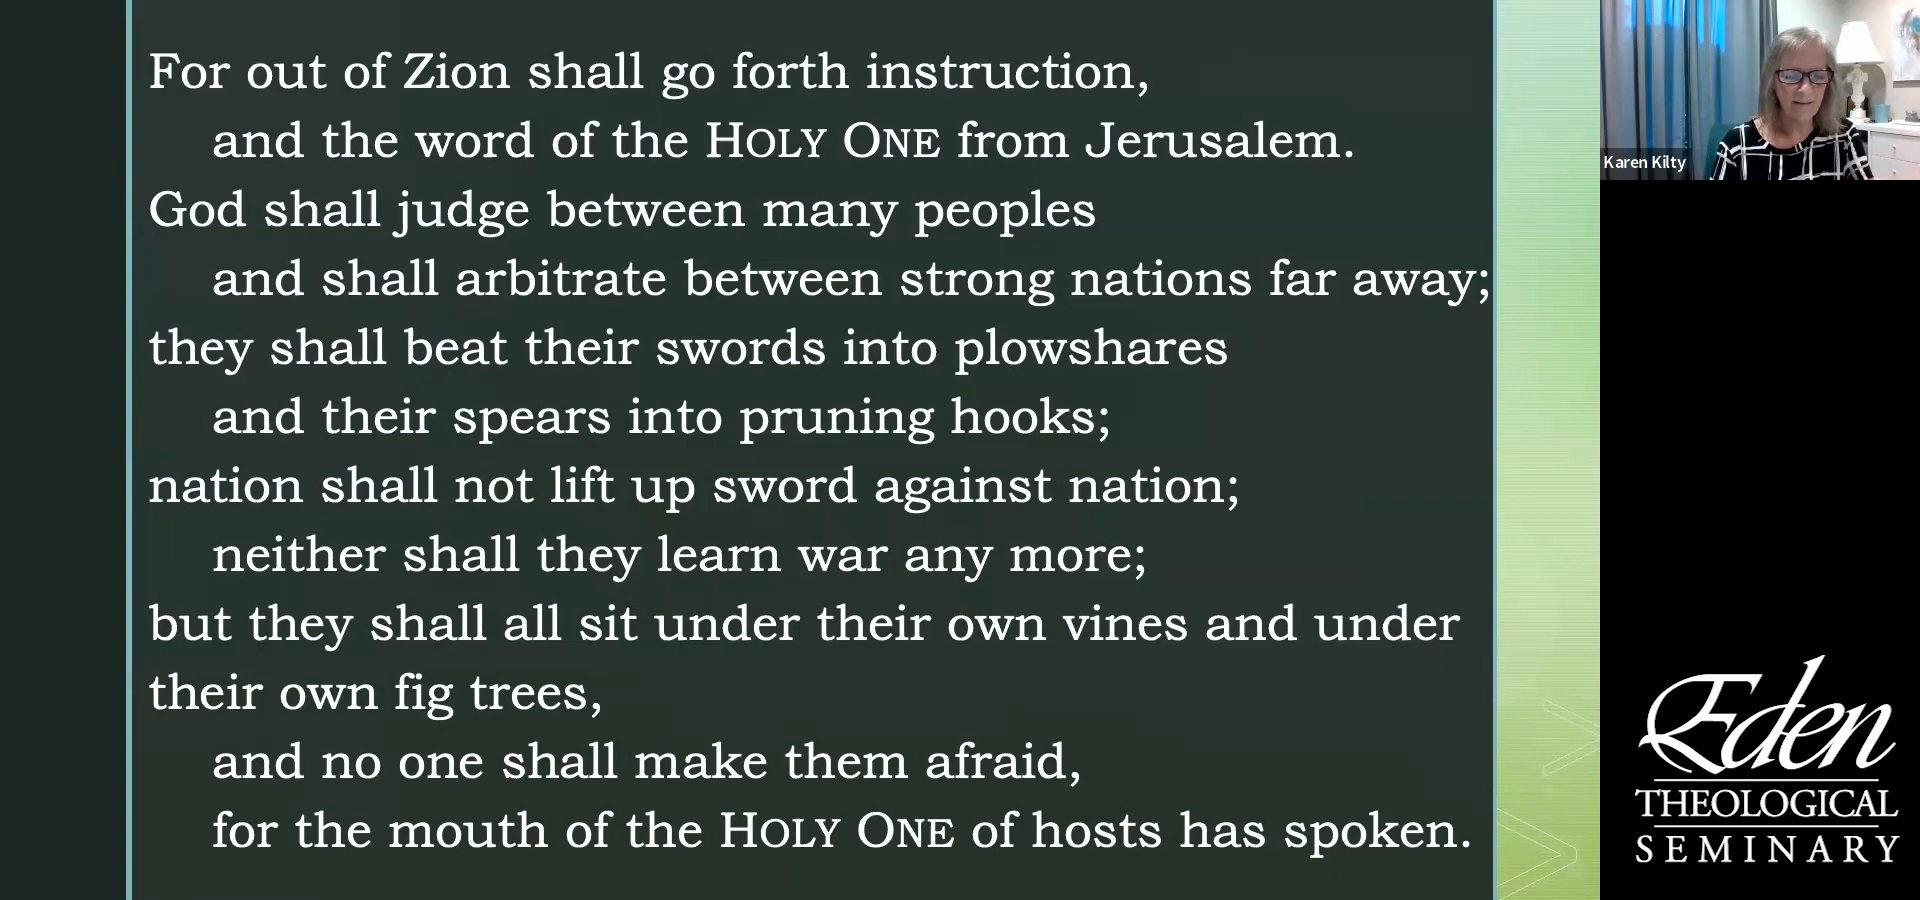 For out of Zion shall go forth instruction,
and the word of the HOLY ONE from Jerusalem.
God shall judge between many peoples
and shall arbitrate between strong nations far away;
they shall beat their swords into plowshares
and their spears into pruning hooks;
nation shall not lift up sword against nation;
neither shall they learn war any more;
but they shall all sit under their own vines and under
their own fig trees,
and no one shall make them afraid,
for the mouth of the HOLY ONE of hosts has spoken.
Karen Kilty
Eden
THEOLOGICAL
SEMINARY